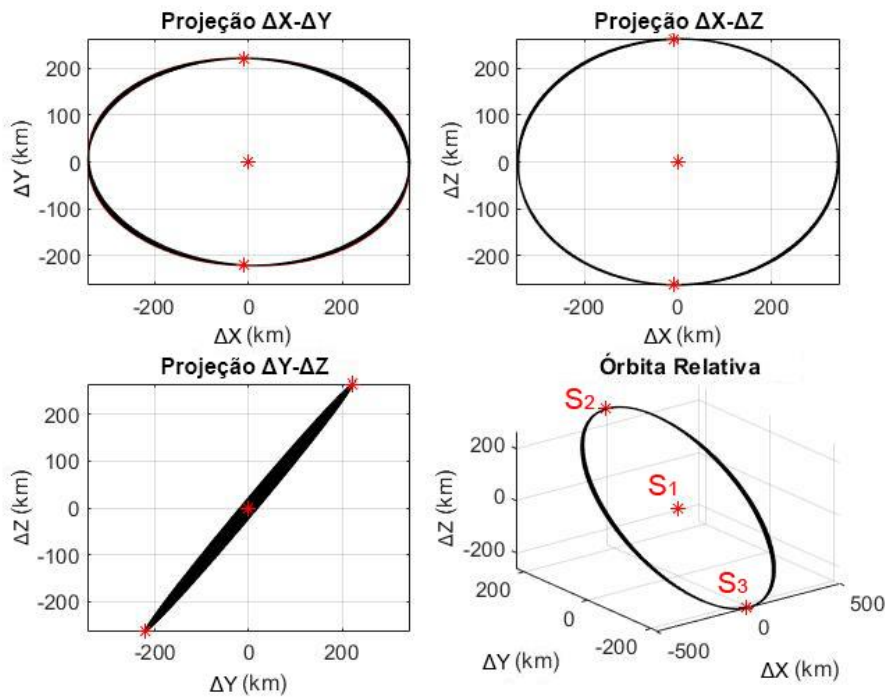 Projeção ΔX-ΔY
200
100
0
-100
-200
ΔY (km)
-200
0
200
ΔX (km)
Projeção ΔX-ΔZ
200
100
0
-100
-200
ΔZ (km)
-200
0
200
ΔX (km)
Projeção ΔY-ΔZ
200
100
0
-100
-200
ΔZ (km)
-200
0
200
ΔY (km)
Órbita Relativa
S2
S1
S3
200
0
-200
ΔZ (km)
200
0
-200
ΔY (km)
-500
0
500
ΔX (km)